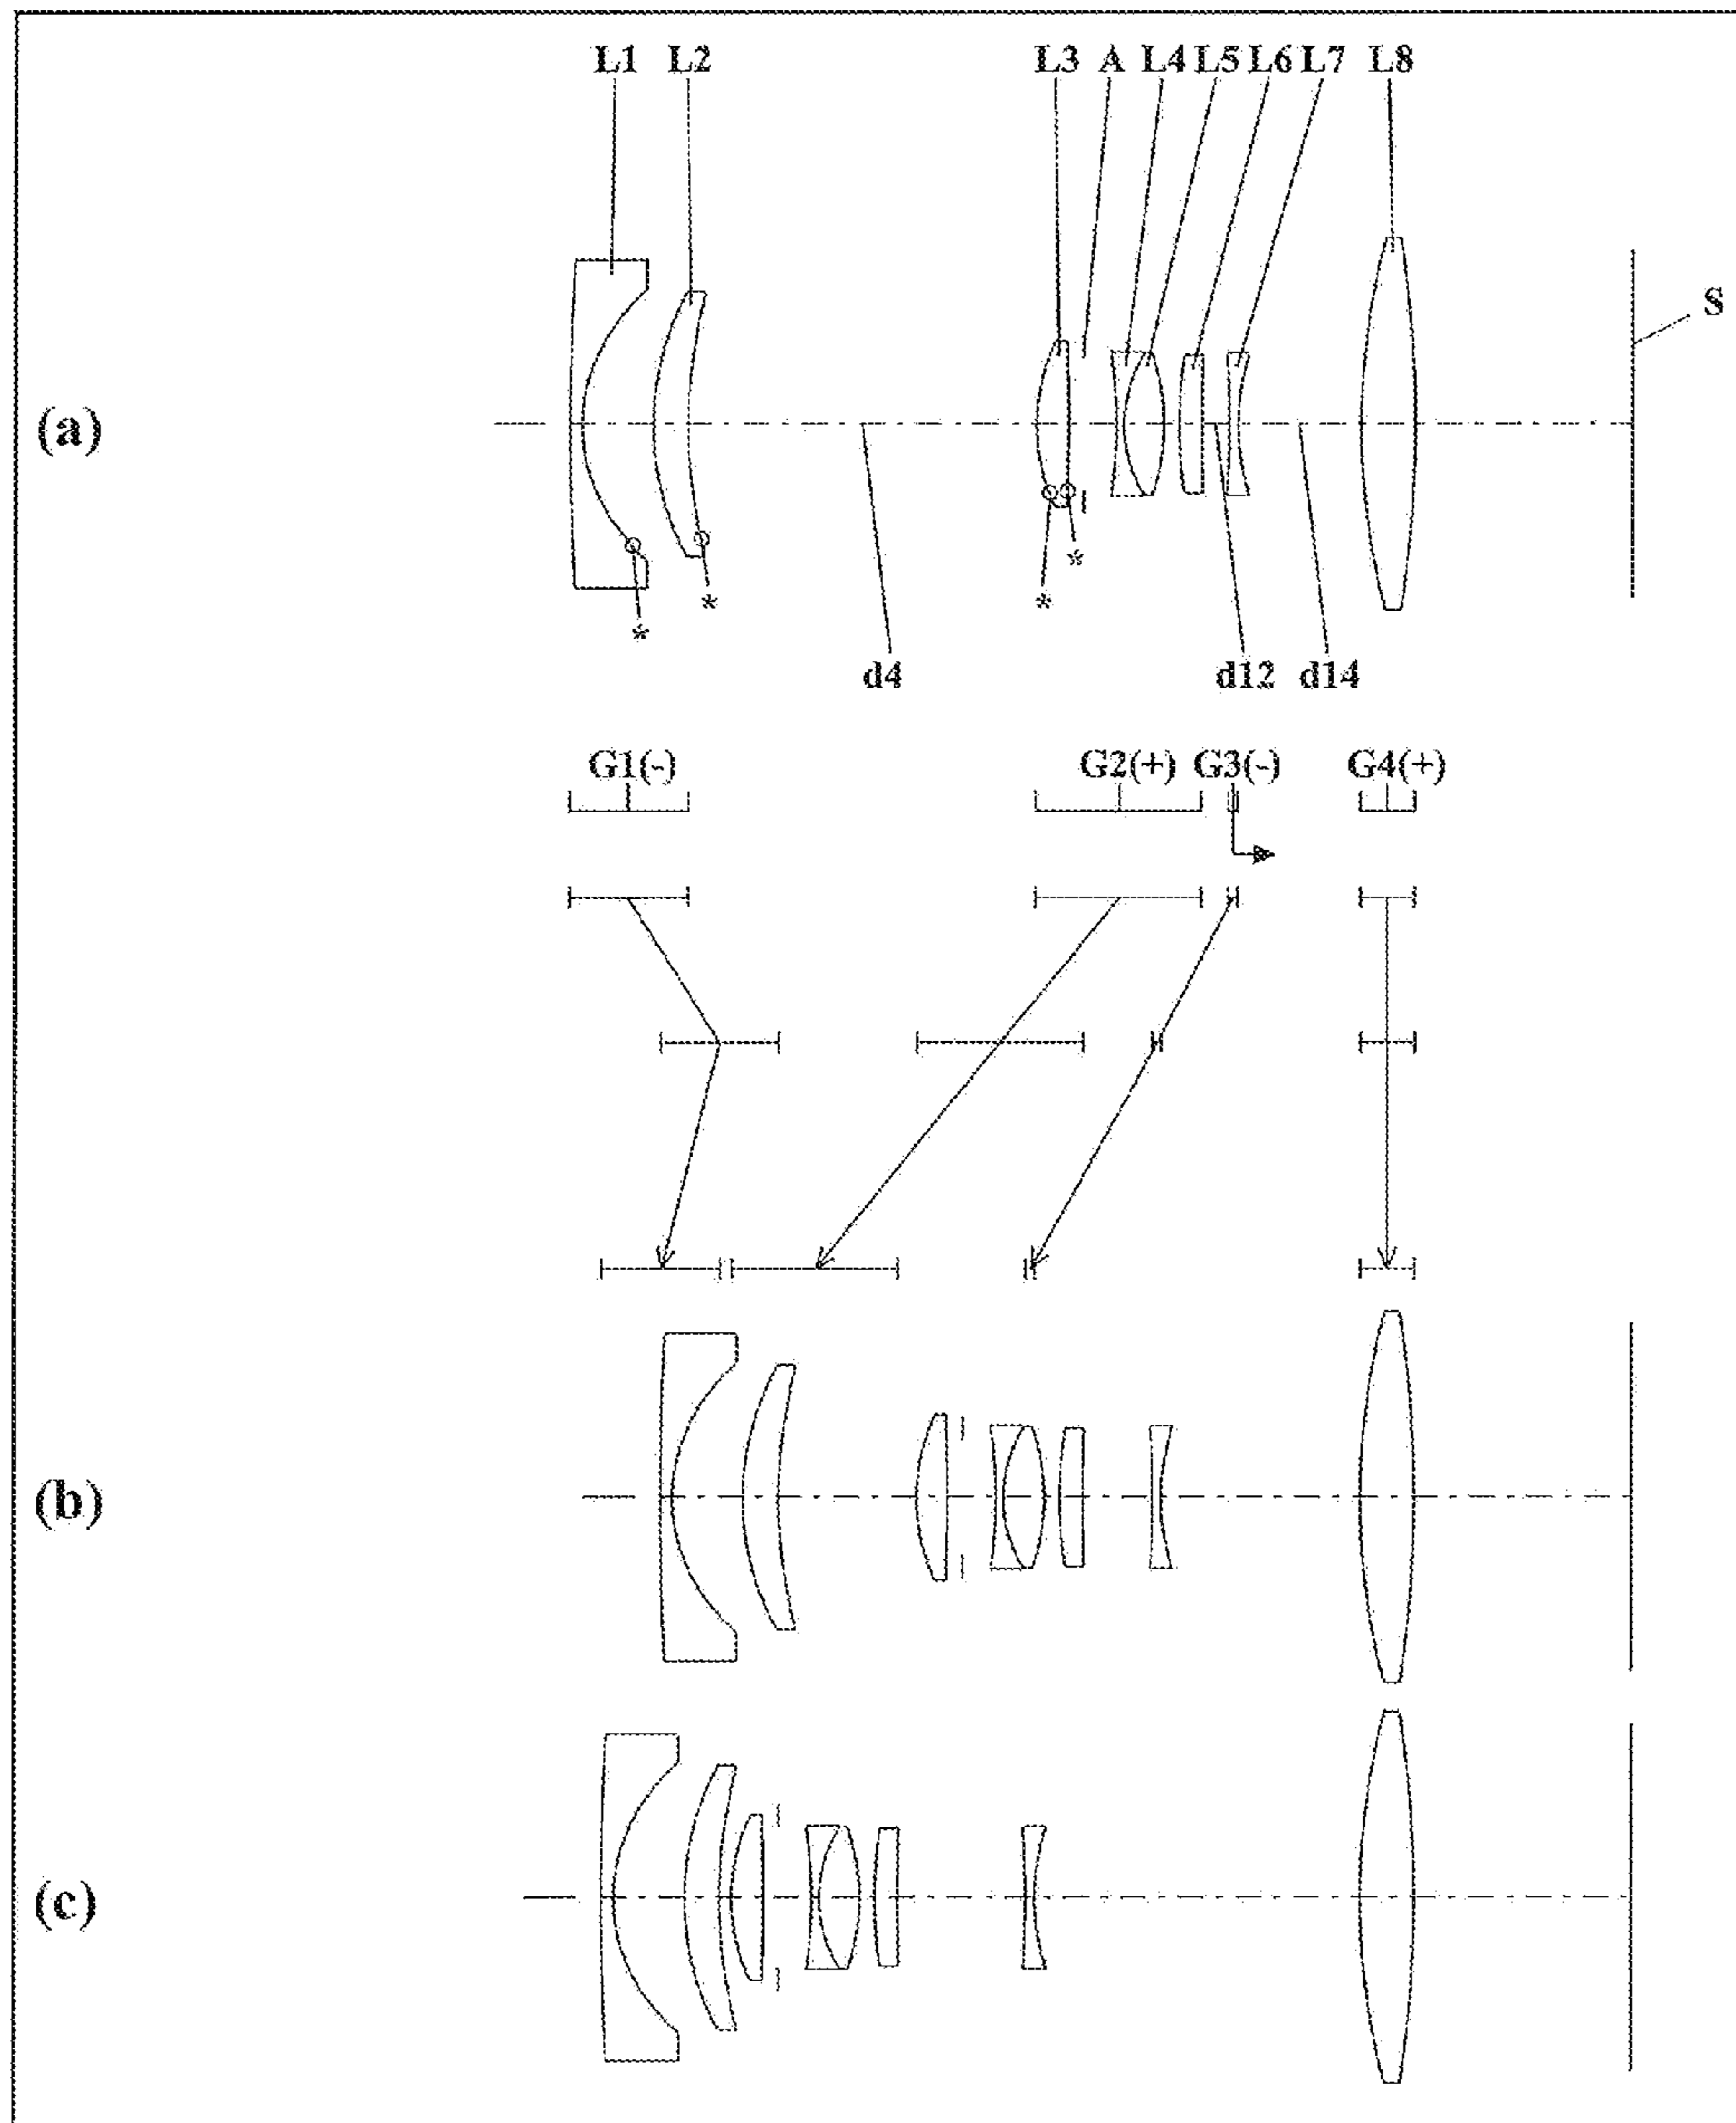 L1 L2 L3 A L4 L5 L6 L7 L8
S
(a)
* * * *
d4 d12 d14
G1(-) G2(+) G3(-) G4(+)
(b)
(c)